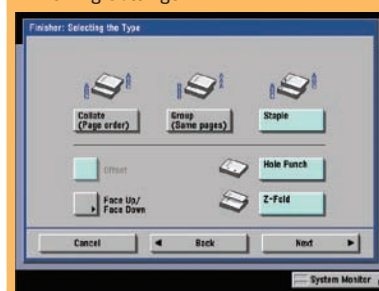 Finisher: Selecting the Type
Collate
(Page order)
Group
(Same pages)
Staple
Offset
Hole Punch
Face Up/
Face Down
Z-Fold
Cancel
Back
Next
System Monitor